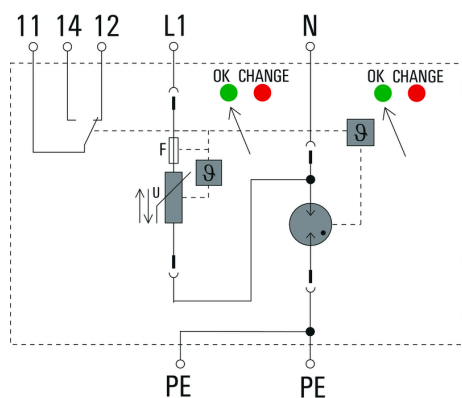 11 14 12 L1 N
OK CHANGE OK CHANGE
F ϑ ϑ
U
PE PE